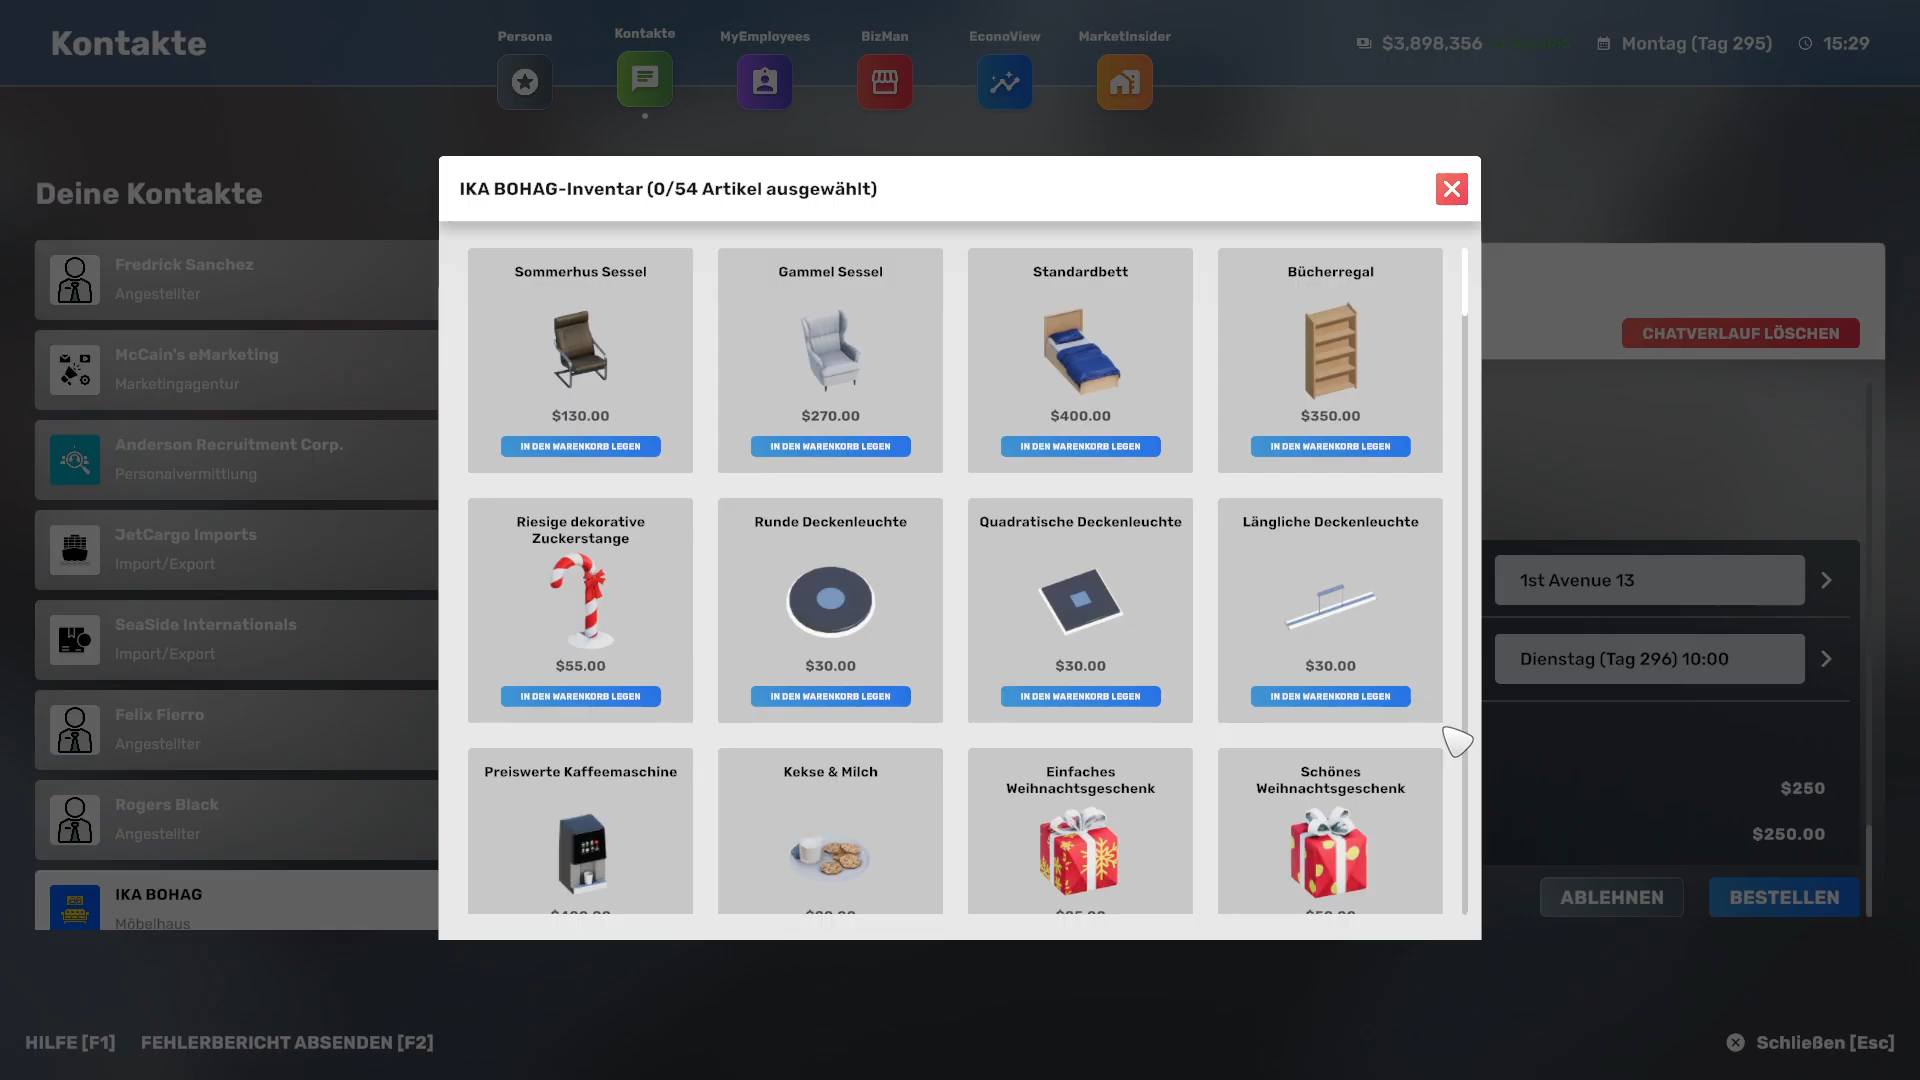 Kontakte
Persona
Kontakte
MyEmployees
BizMan
EconoView
MarketInsider
$3,898,356
Montag (Tag 295)
15:29
Deine Kontakte
Fredrick Sanchez
Angestellter
McCain's eMarketing
Marketingagentur
Anderson Recruitment Corp.
Personalvermittlung
JetCargo Imports
Import/Export
SeaSide Internationals
Import/Export
Felix Fierro
Angestellter
Rogers Black
Angestellter
IKA BOHAG
Möbelhaus
IKA BOHAG-Inventar (0/54 Artikel ausgewählt)
Sommerhus Sessel
$130.00
IN DEN WARENKORB LEGEN
Gammel Sessel
$270.00
IN DEN WARENKORB LEGEN
Standardbett
$400.00
IN DEN WARENKORB LEGEN
Bücherregal
$350.00
IN DEN WARENKORB LEGEN
Riesige dekorative
Zuckerstange
$55.00
IN DEN WARENKORB LEGEN
Runde Deckenleuchte
$30.00
IN DEN WARENKORB LEGEN
Quadratische Deckenleuchte
$30.00
IN DEN WARENKORB LEGEN
Längliche Deckenleuchte
$30.00
IN DEN WARENKORB LEGEN
Preiswerte Kaffeemaschine
Kekse & Milch
Einfaches
Weihnachtsgeschenk
Schönes
Weihnachtsgeschenk
CHATVERLAUF LÖSCHEN
1st Avenue 13
Dienstag (Tag 296) 10:00
$250
$250.00
ABLEHNEN
BESTELLEN
HILFE [F1]
FEHLERBERICHT ABSENDEN [F2]
Schließen [Esc]